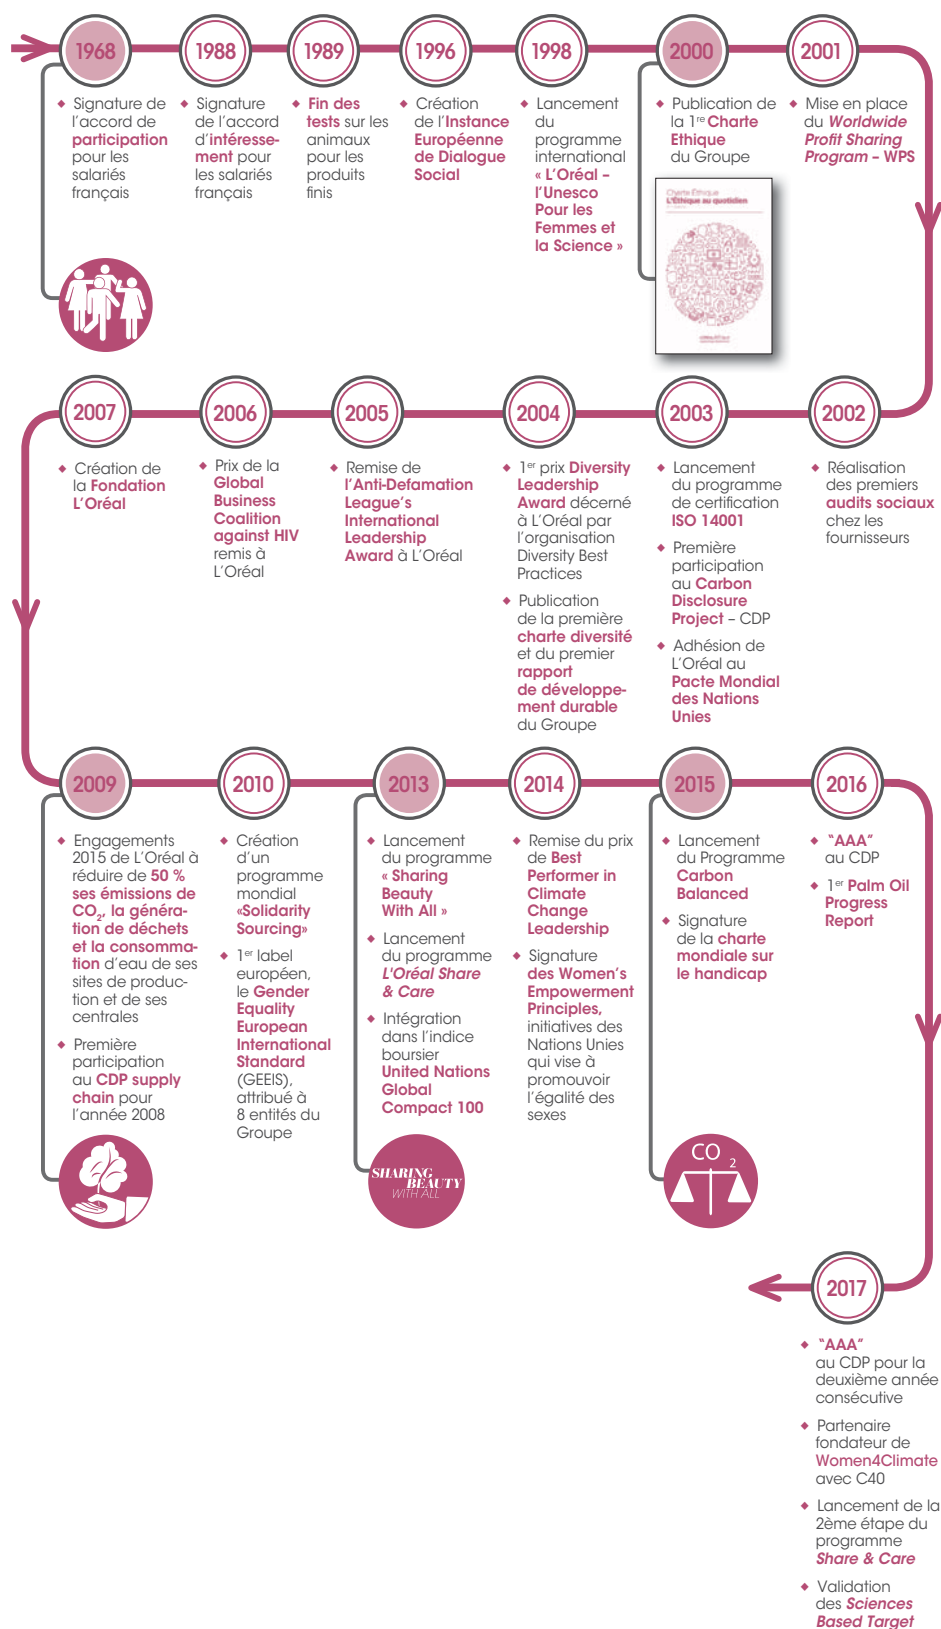 1968
1988
1989
1996
1998
2000
2001
◆ Signature de
l'accord de
participation
pour les
salariés
français
◆ Signature
de l'accord
d'intéresse-
ment pour
les salariés
français
◆ Fin des
tests sur les
animaux
pour les
produits
finis
◆ Création
de l'Instance
Européenne
de Dialogue
Social
◆ Lancement
du
programme
international
« L'Oréal –
l'Unesco
Pour les
Femmes et
la Science »
◆ Publication de
la 1re Charte
Ethique
du Groupe
Charte Éthique
L'Éthique au quotidien
◆ Mise en place
du Worldwide
Profit Sharing
Program – WPS
2007
2006
2005
2004
2003
2002
◆ Création de
la Fondation
L'Oréal
◆ Prix de la
Global
Business
Coalition
against HIV
remis à
L'Oréal
◆ Remise de
l'Anti-Defamation
League's
International
Leadership
Award à L'Oréal
◆ 1er prix Diversity
Leadership
Award décerné
à L'Oréal par
l'organisation
Diversity Best
Practices
◆ Publication
de la première
charte diversité
et du premier
rapport
de développe-
ment durable
du Groupe
◆ Lancement
du programme
de certification
ISO 14001
◆ Première
participation
au Carbon
Disclosure
Project – CDP
◆ Adhésion de
L'Oréal au
Pacte Mondial
des Nations
Unies
◆ Réalisation
des premiers
audits sociaux
chez les
fournisseurs
2009
2010
2013
2014
2015
2016
◆ Engagements
2015 de L'Oréal à
réduire de 50 %
ses émissions de
CO2, la généra-
tion de déchets
et la consomma-
tion d'eau de ses
sites de produc-
tion et de ses
centrales
◆ Première
participation
au CDP supply
chain pour
l'année 2008
◆ Création
d'un
programme
mondial
«Solidarity
Sourcing»
◆ 1er label
européen,
le Gender
Equality
European
International
Standard
(GEEIS),
attribué à
8 entités du
Groupe
◆ Lancement
du programme
« Sharing
Beauty
With All »
◆ Lancement
du programme
L'Oréal Share
& Care
◆ Intégration
dans l'indice
boursier
United Nations
Global
Compact 100
SHARING
BEAUTY
WITH ALL
◆ Remise du prix
de Best
Performer in
Climate
Change
Leadership
◆ Signature
des Women's
Empowerment
Principles,
initiatives des
Nations Unies
qui vise à
promouvoir
l'égalité des
sexes
◆ Lancement
du Programme
Carbon
Balanced
◆ Signature
de la charte
mondiale sur
le handicap
CO2
◆ "AAA"
au CDP
◆ 1er Palm Oil
Progress
Report
2017
◆ "AAA"
au CDP pour la
deuxième année
consécutive
◆ Partenaire
fondateur de
Women4Climate
avec C40
◆ Lancement de la
2ème étape du
programme
Share & Care
◆ Validation
des Sciences
Based Target